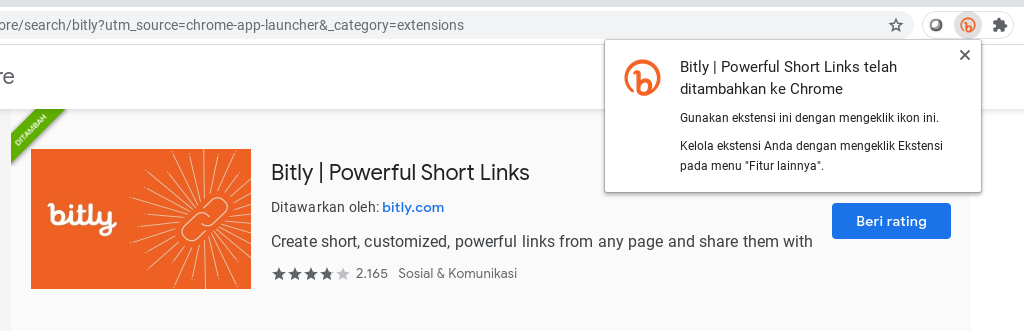 ore/search/bitly?utm_source=chrome-app-launcher&_category=extensions
re
Bitly | Powerful Short Links telah
ditambahkan ke Chrome
Gunakan ekstensi ini dengan mengeklik ikon ini.
Kelola ekstensi Anda dengan mengeklik Ekstensi
pada menu "Fitur lainnya".
DITAMBAH
bitly
Bitly | Powerful Short Links
Ditawarkan oleh: bitly.com
Beri rating
Create short, customized, powerful links from any page and share them with
2.165 Sosial & Komunikasi